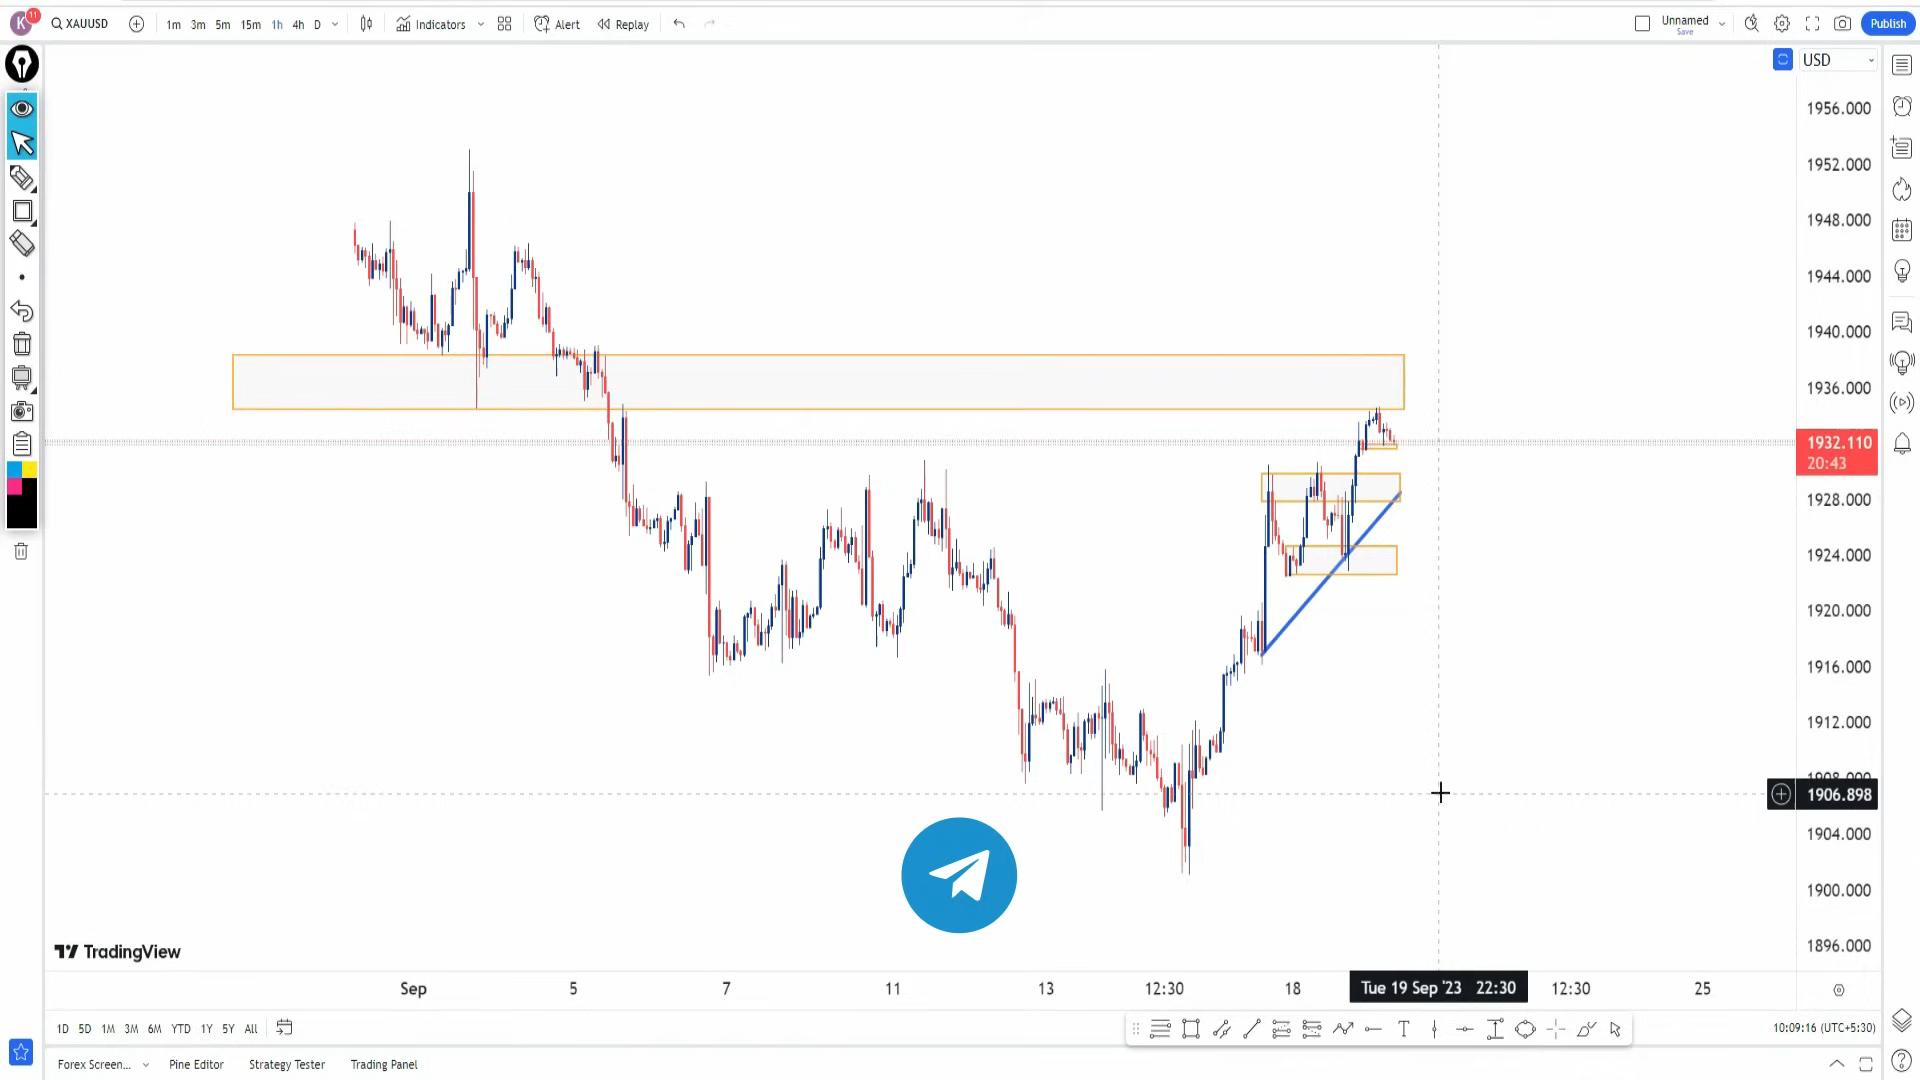 K 11 XAUUSD 1m 3m 5m 15m 1h 4h D Indicators Alert Replay Unnamed Publish
Save
USD
1956.000
1952.000
1948.000
1944.000
1940.000
1936.000
1932.110
20:43
1928.000
1924.000
1920.000
1916.000
1912.000
1908.000
1906.898
1904.000
1900.000
1896.000
TradingView
Sep 5 7 11 13 12:30 18 Tue 19 Sep '23 22:30 12:30 25
1D 5D 1M 3M 6M YTD 1Y 5Y All 10:09:16 (UTC+5:30)
Forex Screen... Pine Editor Strategy Tester Trading Panel